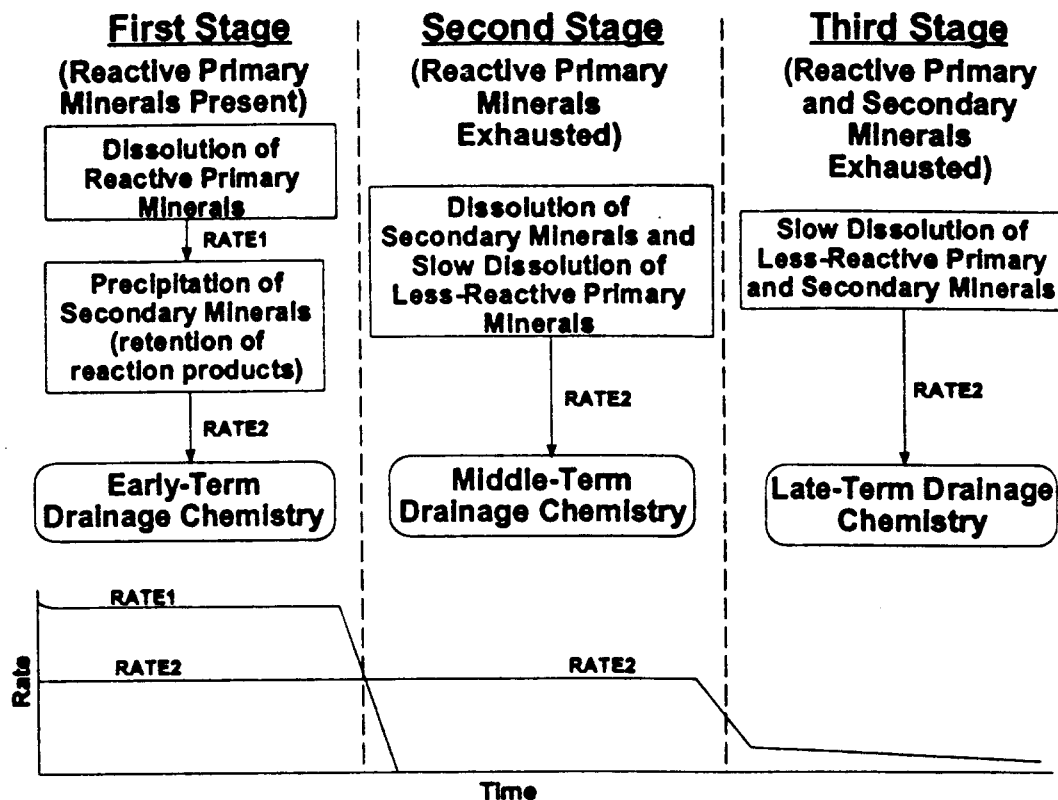 First Stage
(Reactive Primary
Minerals Present)
Dissolution of
Reactive Primary
Minerals
RATE1
Precipitation of
Secondary Minerals
(retention of
reaction products)
RATE2
Early-Term
Drainage Chemistry
Second Stage
(Reactive Primary
Minerals
Exhausted)
Dissolution of
Secondary Minerals and
Slow Dissolution of
Less-Reactive Primary
Minerals
RATE2
Middle-Term
Drainage Chemistry
Third Stage
(Reactive Primary
and Secondary
Minerals
Exhausted)
Slow Dissolution of
Less-Reactive Primary
and Secondary Minerals
RATE2
Late-Term Drainage
Chemistry
RATE1
RATE2
RATE2
Rate
Time